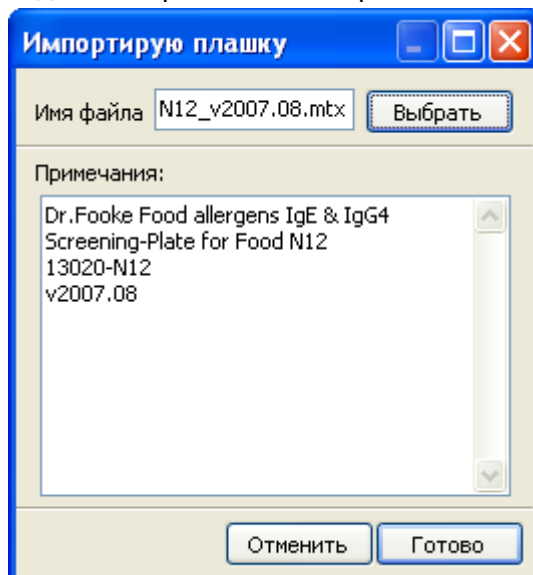 Импортирую плашку
Имя файла N12_v2007.08.mtx Выбрать
Примечания:
Dr.Fooke Food allergens IgE & IgG4
Screening-Plate for Food N12
13020-N12
v2007.08
Отменить Готово